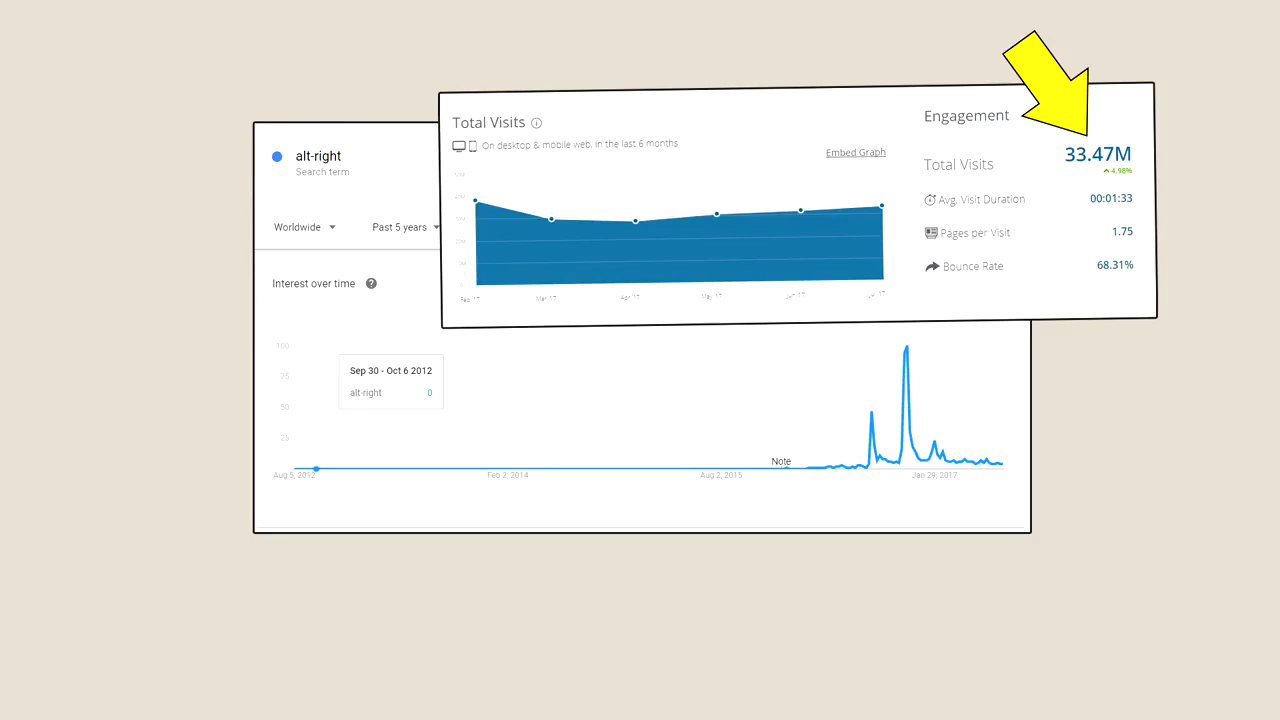 Total Visits
On desktop & mobile web, in the last 6 months
Embed Graph
Engagement
Total Visits
33.47M
4.98%
Avg. Visit Duration
00:01:33
Pages per Visit
1.75
Bounce Rate
68.31%
alt-right
Search term
Worldwide
Past 5 years
Interest over time
100
75
50
25
Sep 30 - Oct 6 2012
alt-right 0
Note
Aug 5, 2012
Feb 2, 2014
Aug 2, 2015
Jan 29, 2017